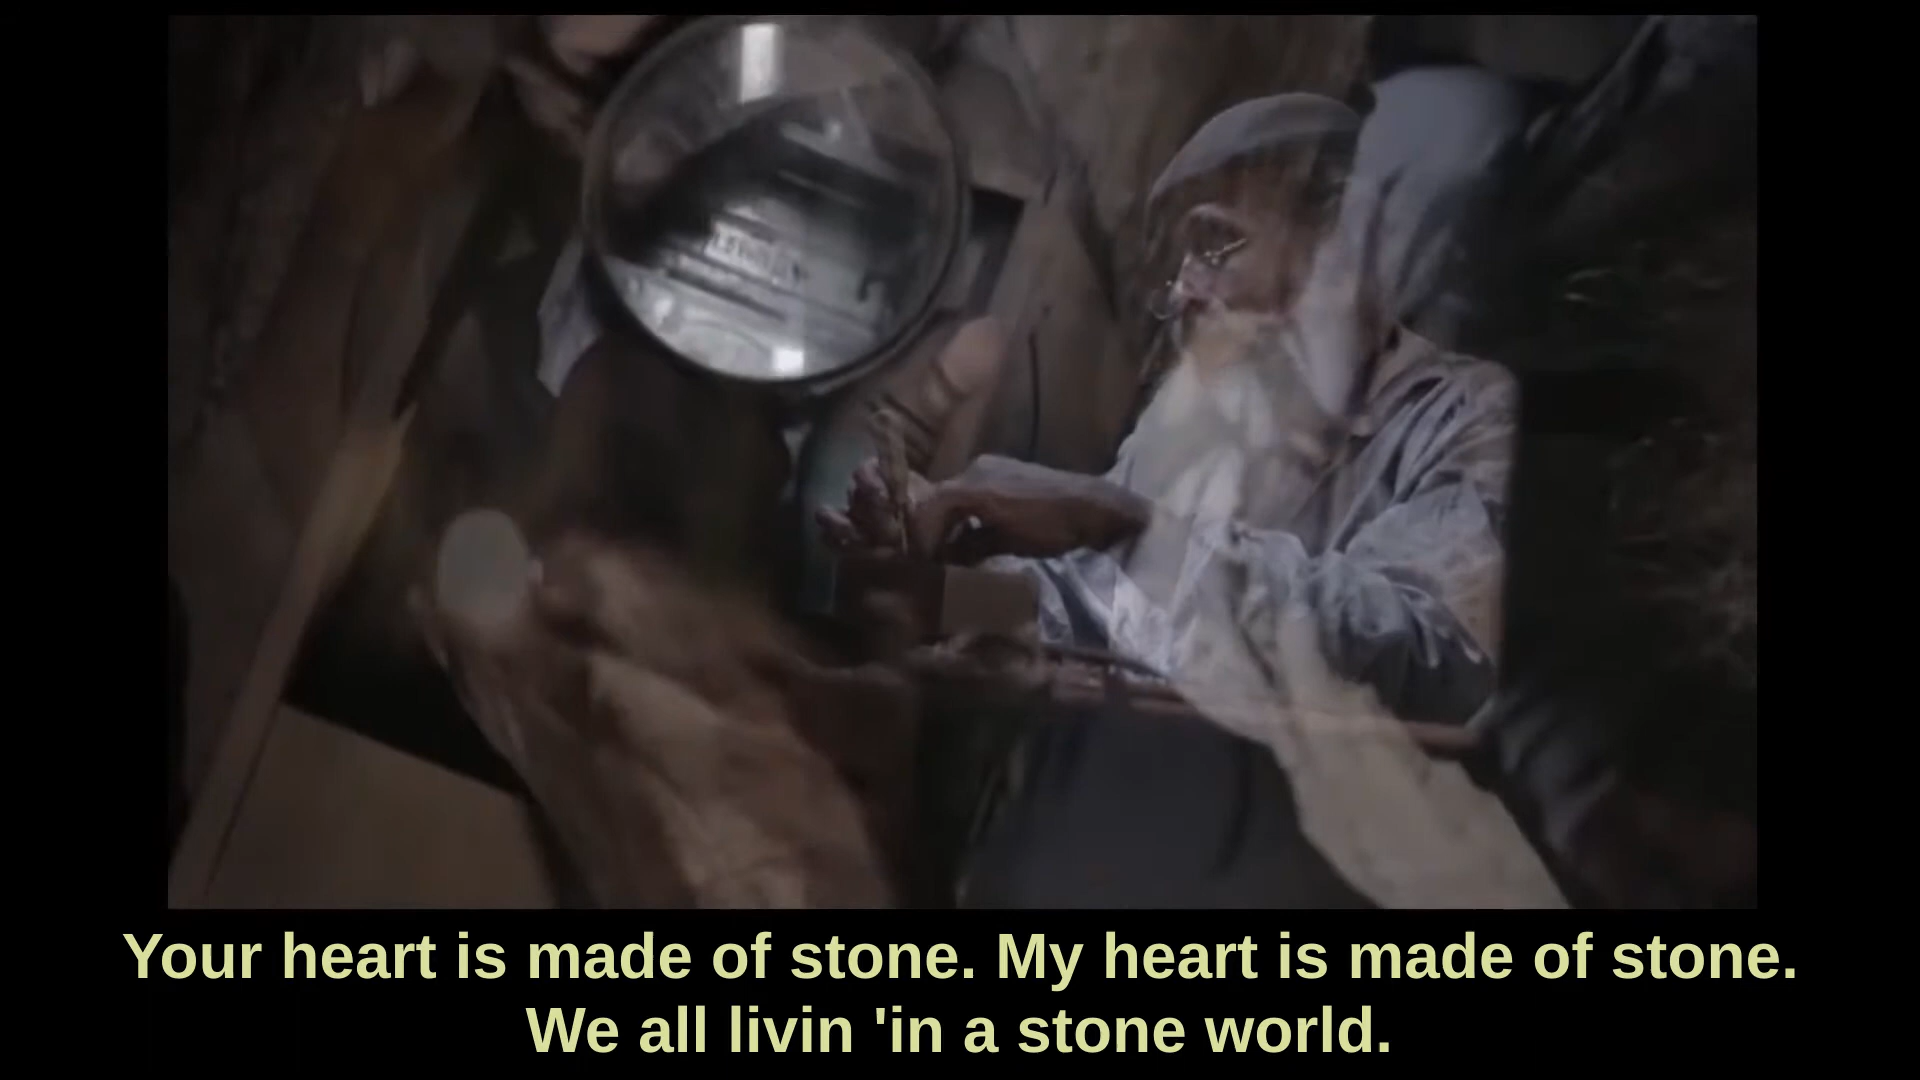 Your heart is made of stone. My heart is made of stone.
We all livin 'in a stone world.